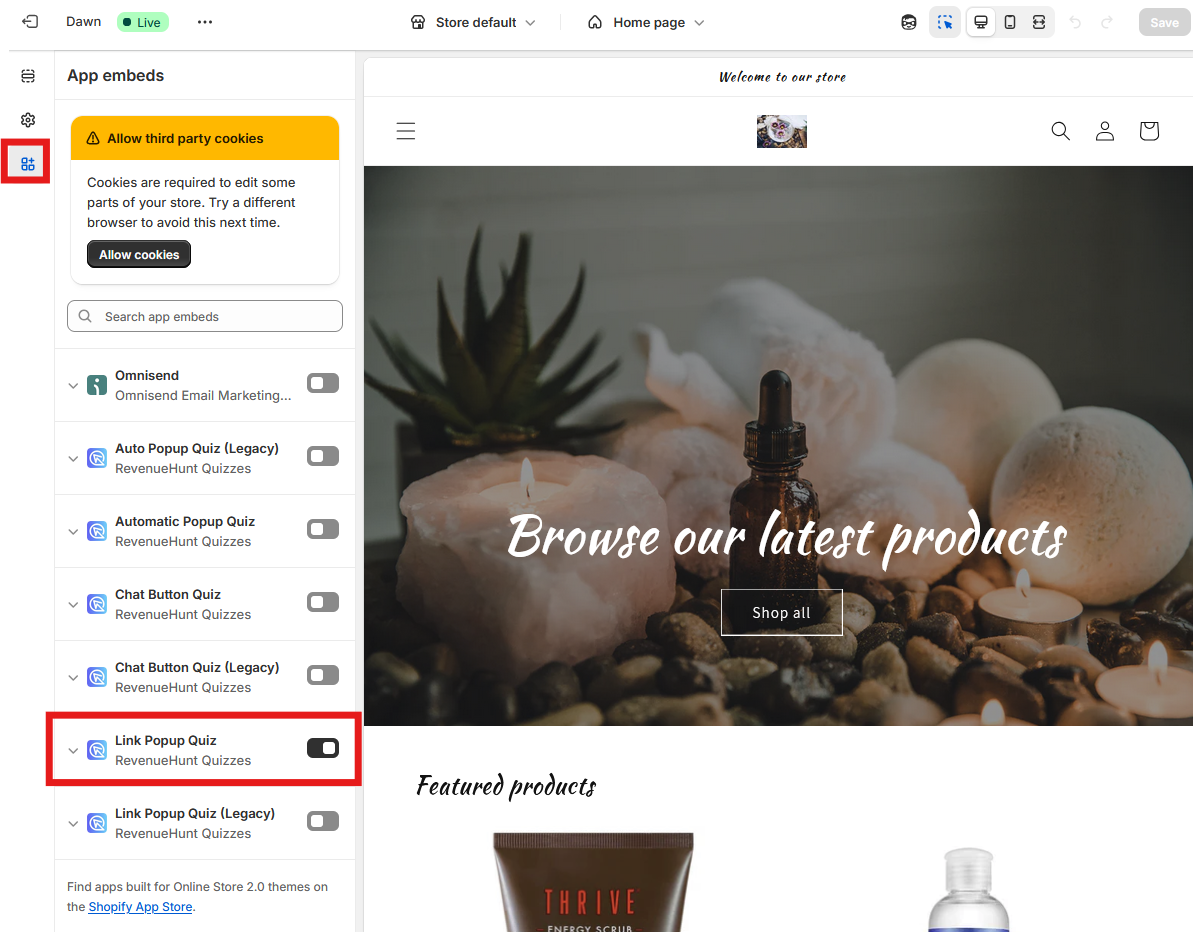 Dawn
Live
Store default
Home page
Save
App embeds
Allow third party cookies
Cookies are required to edit some
parts of your store. Try a different
browser to avoid this next time.
Allow cookies
Search app embeds
Omnisend
Omnisend Email Marketing...
Auto Popup Quiz (Legacy)
RevenueHunt Quizzes
Automatic Popup Quiz
RevenueHunt Quizzes
Chat Button Quiz
RevenueHunt Quizzes
Chat Button Quiz (Legacy)
RevenueHunt Quizzes
Link Popup Quiz
RevenueHunt Quizzes
Link Popup Quiz (Legacy)
RevenueHunt Quizzes
Find apps built for Online Store 2.0 themes on
the Shopify App Store.
Welcome to our store
Browse our latest products
Shop all
Featured products
THRIVE
ENERGY SCRUB